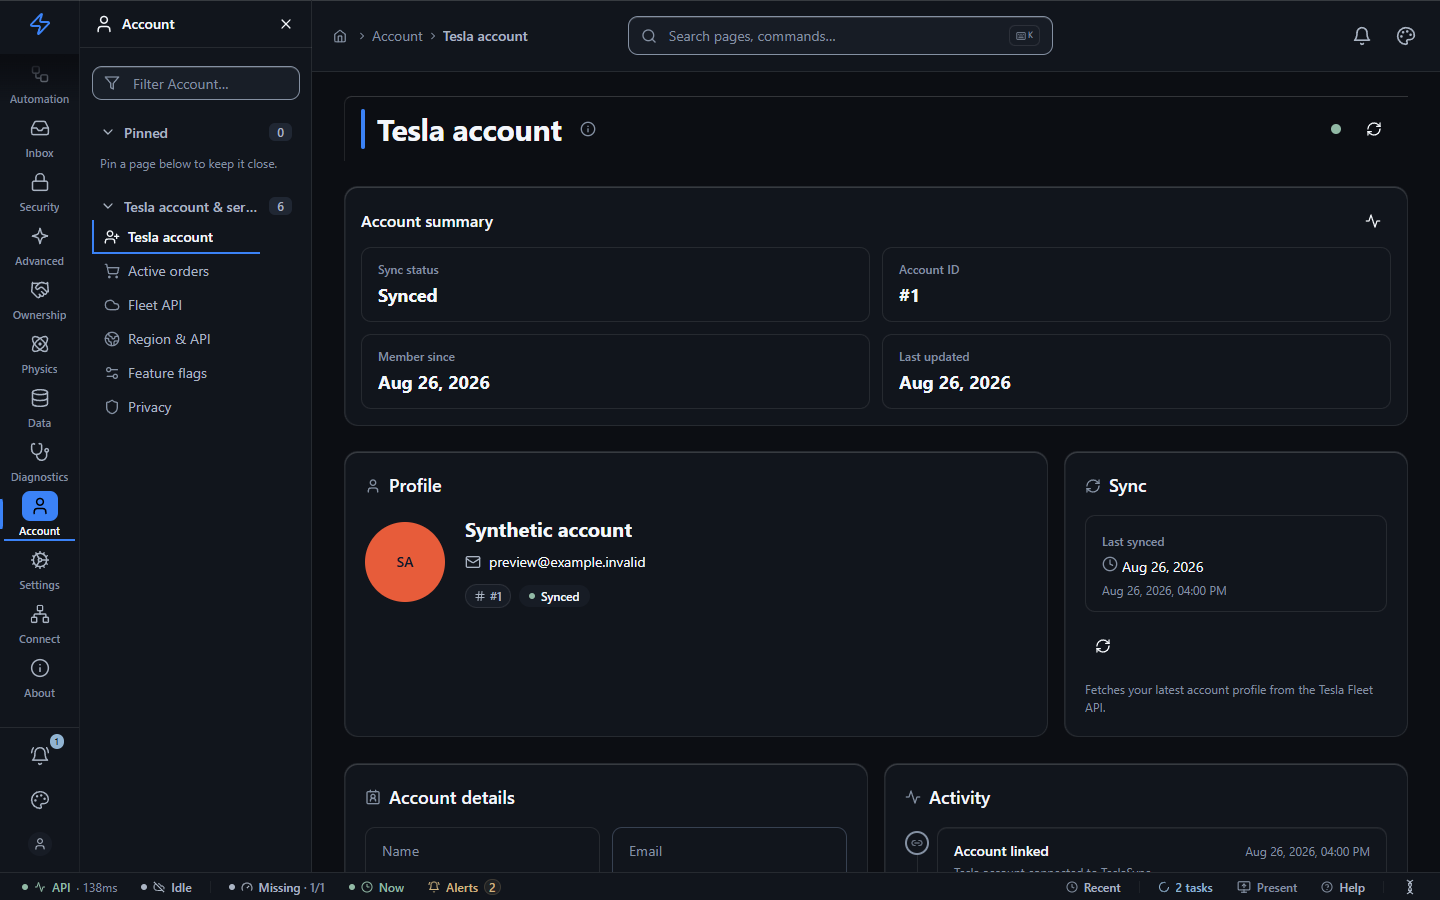 Automation
Inbox
Security
Advanced
Ownership
Physics
Data
Diagnostics
Account
Settings
Connect
About
1
Account
Filter Account...
Pinned 0
Pin a page below to keep it close.
Tesla account & ser... 6
Tesla account
Active orders
Fleet API
Region & API
Feature flags
Privacy
Account
Tesla account
Search pages, commands...
K
Tesla account
Account summary
Sync status
Synced
Account ID
#1
Member since
Aug 26, 2026
Last updated
Aug 26, 2026
Profile
SA
Synthetic account
preview@example.invalid
#1
Synced
Sync
Last synced
Aug 26, 2026
Aug 26, 2026, 04:00 PM
Fetches your latest account profile from the Tesla Fleet
API.
Account details
Name
Email
Activity
Account linked
Aug 26, 2026, 04:00 PM
Tesla account connected to TeslaSync
API · 138ms
Idle
Missing · 1/1
Now
Alerts 2
Recent
2 tasks
Present
Help